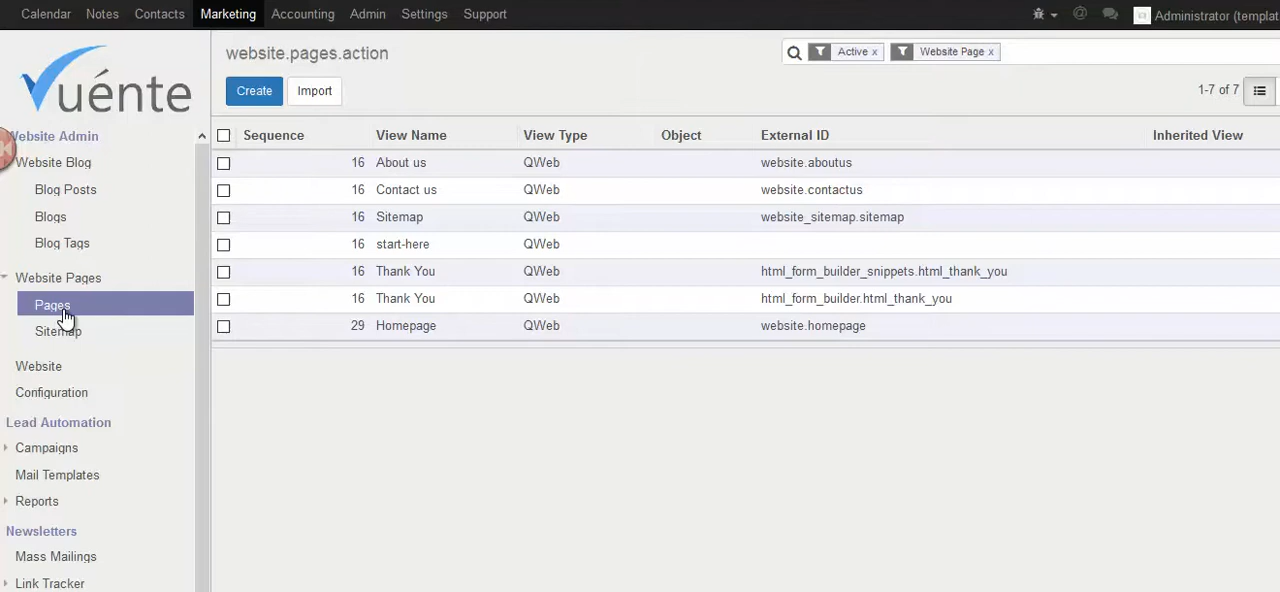 Calendar Notes Contacts Marketing Accounting Admin Settings Support
Administrator (templat
website.pages.action
Active x Website Page x
Create Import
1-7 of 7
vuénte
Website Admin
Website Blog
Blog Posts
Blogs
Blog Tags
Website Pages
Pages
Sitemap
Website
Configuration
Lead Automation
Campaigns
Mail Templates
Reports
Newsletters
Mass Mailings
Link Tracker
Sequence View Name View Type Object External ID Inherited View
16 About us QWeb website.aboutus
16 Contact us QWeb website.contactus
16 Sitemap QWeb website_sitemap.sitemap
16 start-here QWeb
16 Thank You QWeb html_form_builder_snippets.html_thank_you
16 Thank You QWeb html_form_builder.html_thank_you
29 Homepage QWeb website.homepage